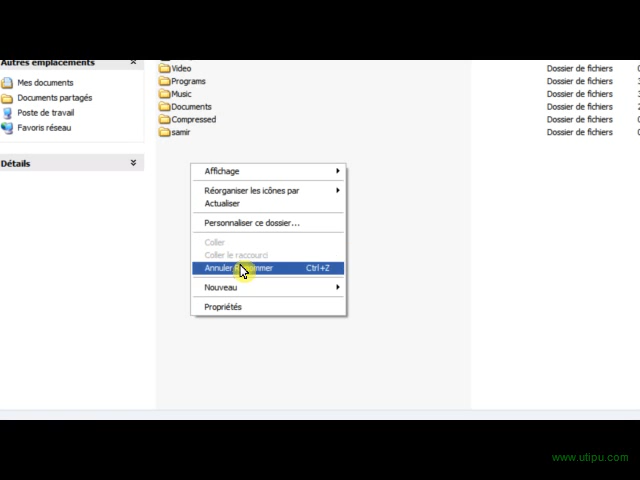 Autres emplacements
Mes documents
Documents partagés
Poste de travail
Favoris réseau
Détails
Video Dossier de fichiers
Programs Dossier de fichiers
Music Dossier de fichiers
Documents Dossier de fichiers
Compressed Dossier de fichiers
samir Dossier de fichiers
Affichage
Réorganiser les icônes par
Actualiser
Personnaliser ce dossier...
Coller
Coller le raccourci
Annuler Ctrl+Z
Nouveau
Propriétés
www.utipu.com